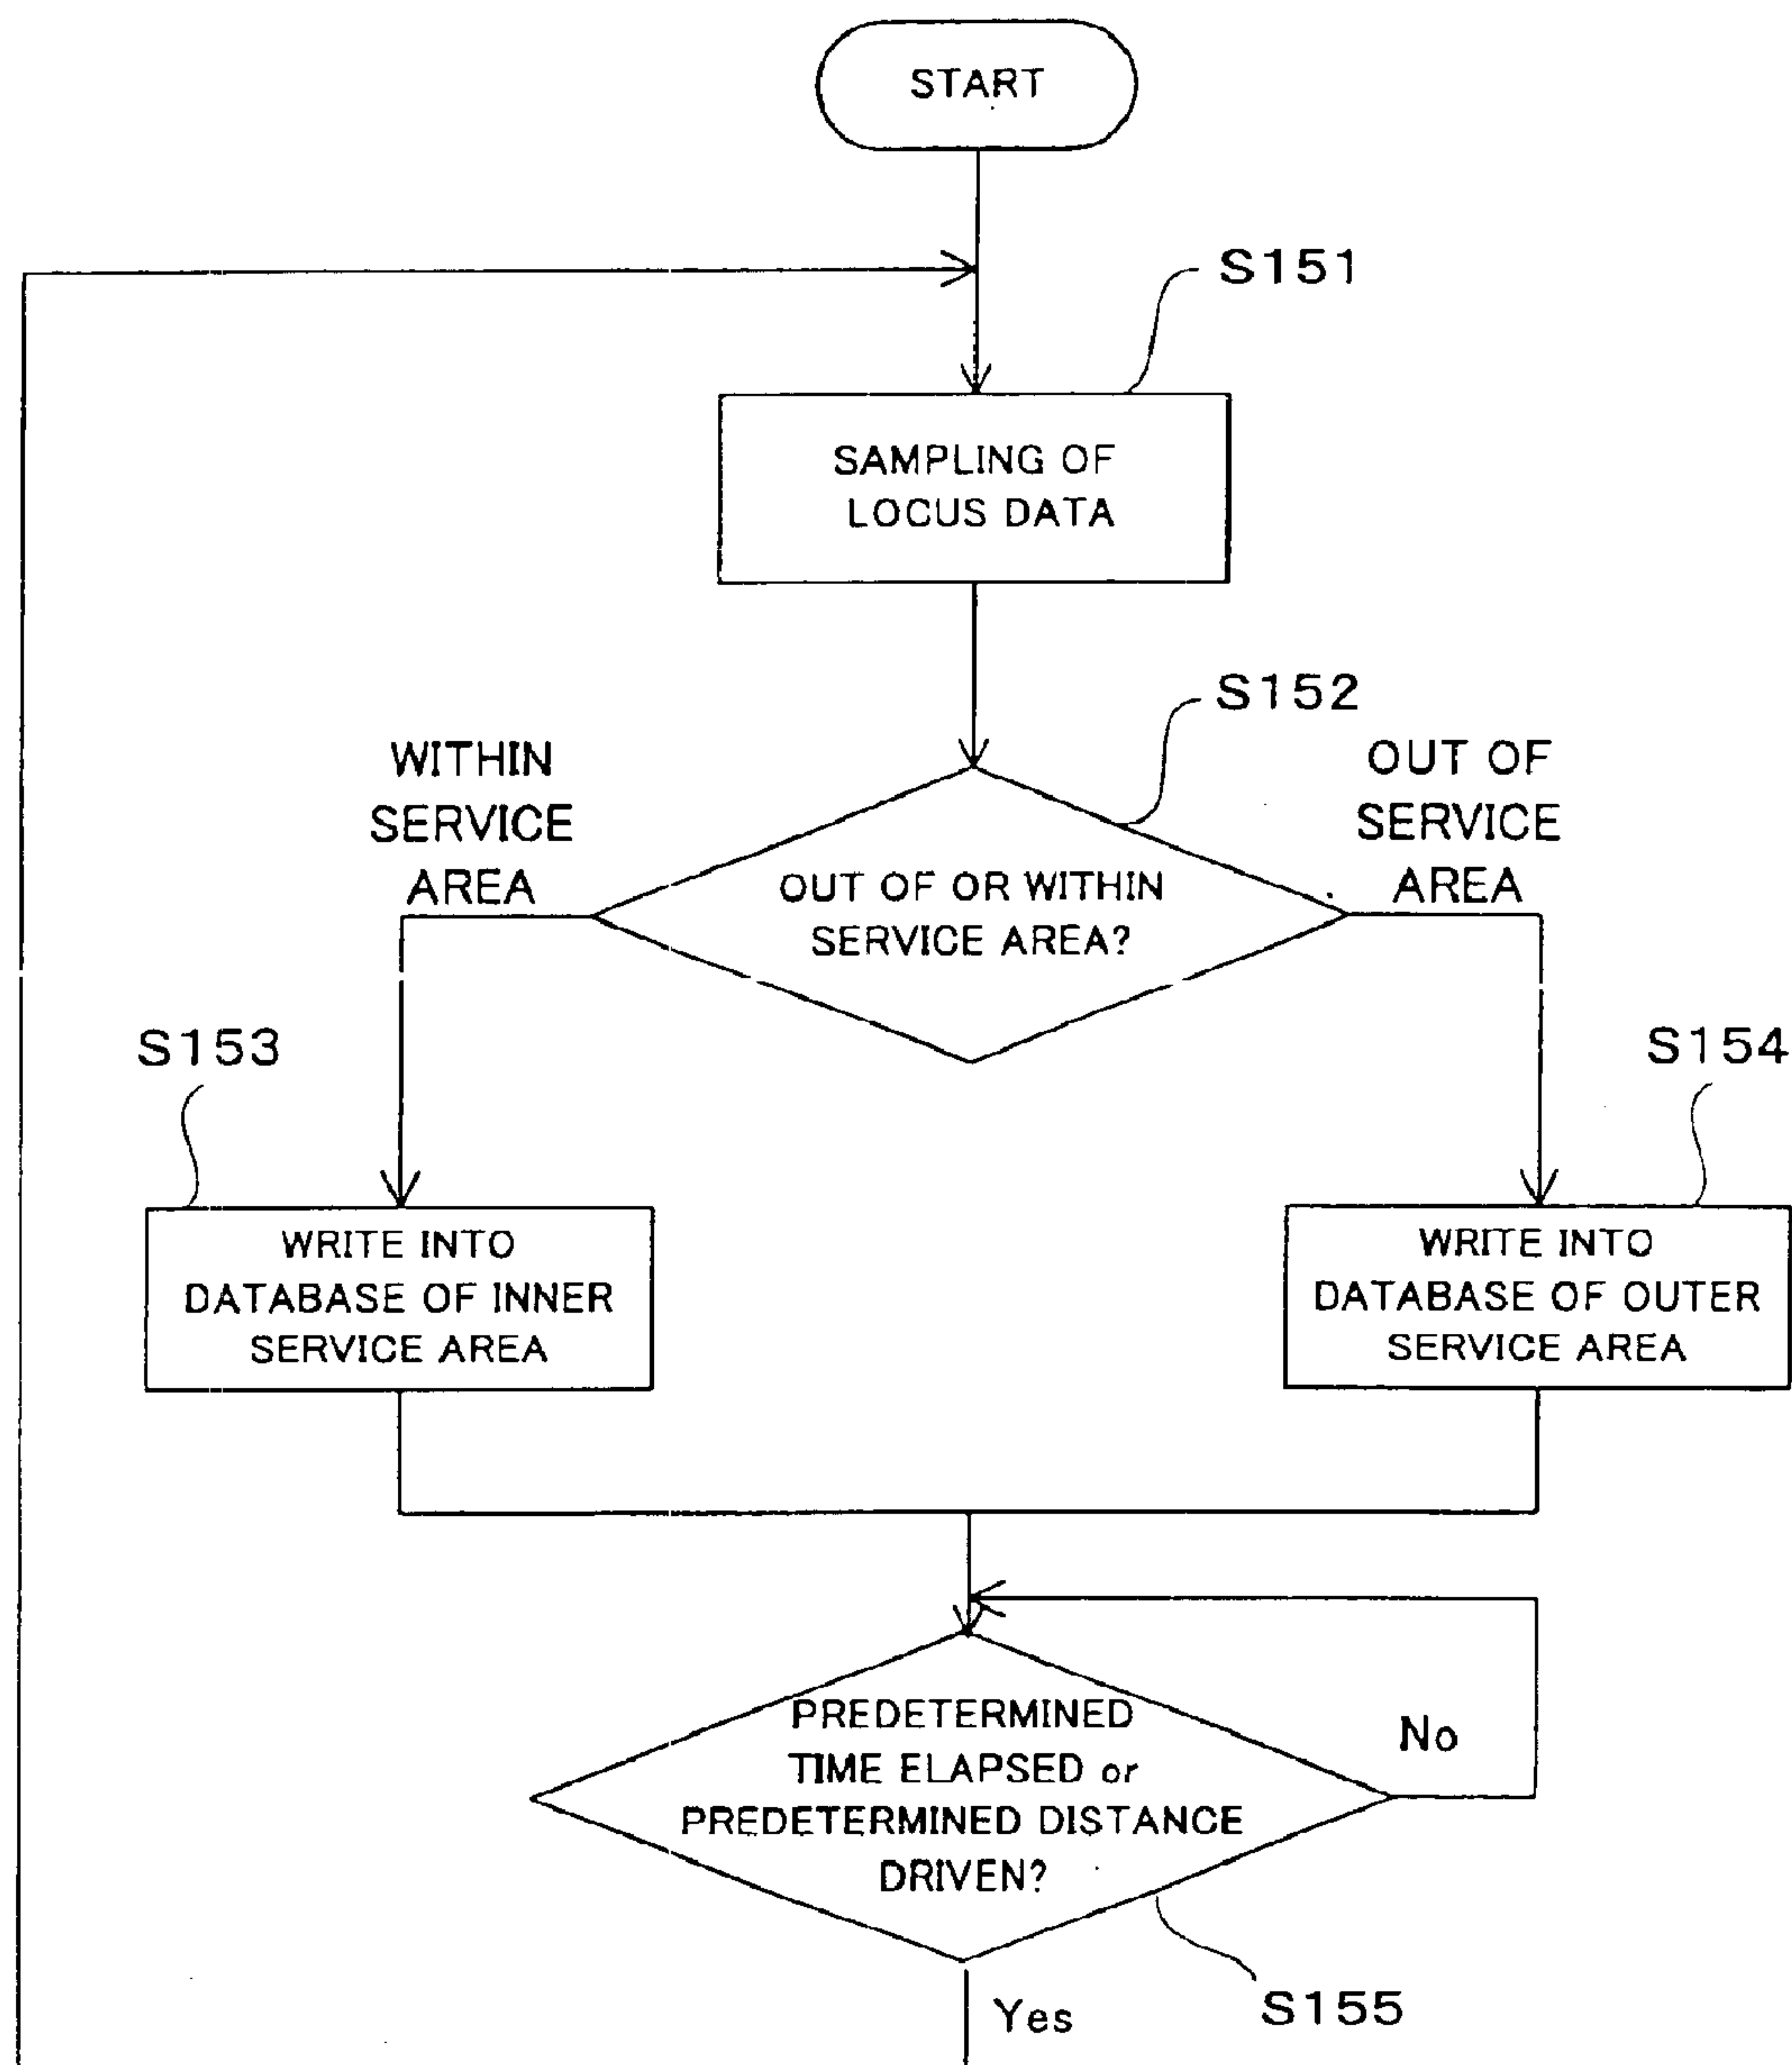 START
S151
SAMPLING OF
LOCUS DATA
S152
WITHIN
SERVICE
AREA
OUT OF
SERVICE
AREA
OUT OF OR WITHIN
SERVICE AREA?
S153
S154
WRITE INTO
DATABASE OF INNER
SERVICE AREA
WRITE INTO
DATABASE OF OUTER
SERVICE AREA
PREDETERMINED
TIME ELAPSED or
PREDETERMINED DISTANCE
DRIVEN?
No
S155
Yes